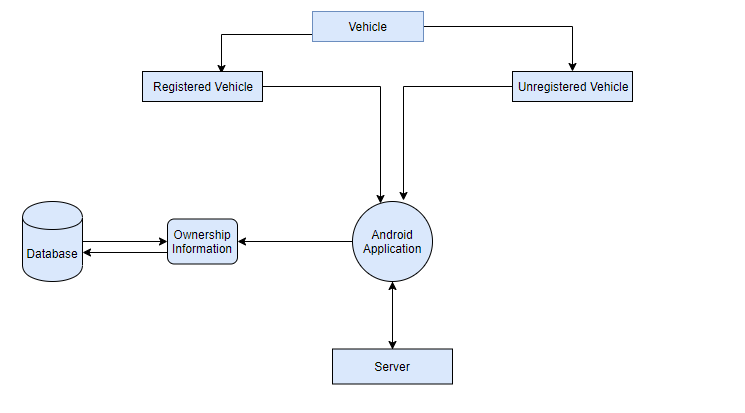 Vehicle
Registered Vehicle
Unregistered Vehicle
Database
Ownership
Information
Android
Application
Server